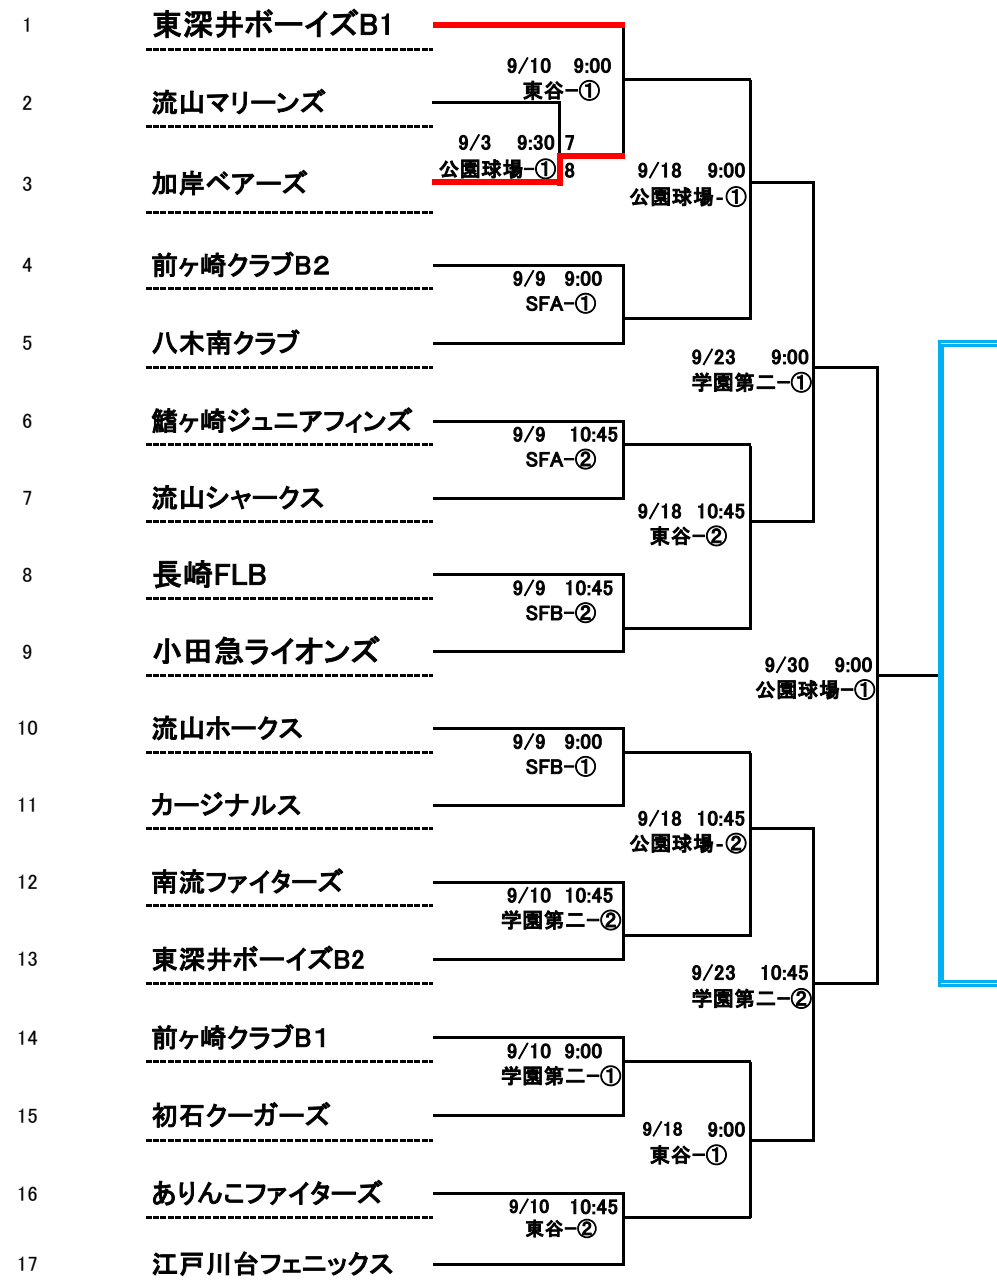 1 東深井ボーイズB1
9/10 9:00
東谷-①
2 流山マリーンズ
9/3 9:30 7
公園球場-① 8
3 加岸ベアーズ
9/18 9:00
公園球場-①
4 前ヶ崎クラブB2
9/9 9:00
SFA-①
5 八木南クラブ
9/23 9:00
学園第二-①
6 鰭ヶ崎ジュニアフィンズ
9/9 10:45
SFA-②
7 流山シャークス
9/18 10:45
東谷-②
8 長崎FLB
9/9 10:45
SFB-②
9 小田急ライオンズ
9/30 9:00
公園球場-①
10 流山ホークス
9/9 9:00
SFB-①
11 カージナルス
9/18 10:45
公園球場-②
12 南流ファイターズ
9/10 10:45
学園第二-②
13 東深井ボーイズB2
9/23 10:45
学園第二-②
14 前ヶ崎クラブB1
9/10 9:00
学園第二-①
15 初石クーガーズ
9/18 9:00
東谷-①
16 ありんこファイターズ
9/10 10:45
東谷-②
17 江戸川台フェニックス